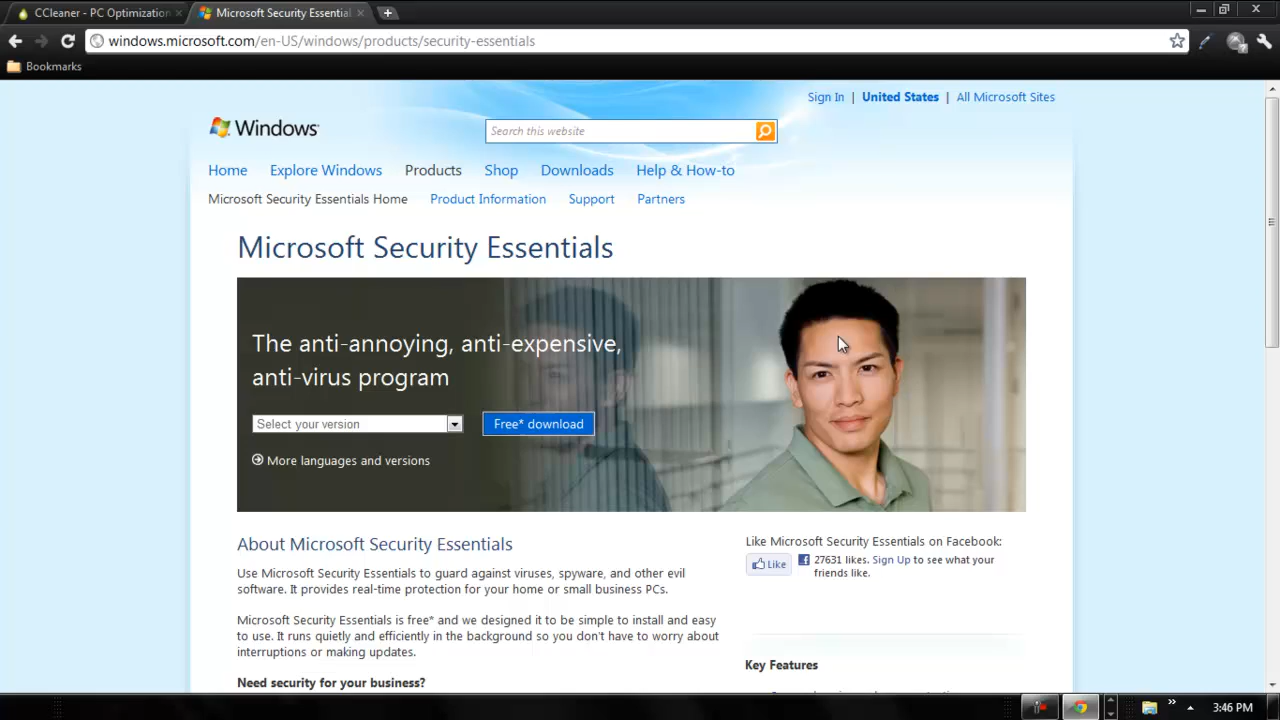 CCleaner - PC Optimization
Microsoft Security Essential
windows.microsoft.com/en-US/windows/products/security-essentials
Bookmarks
Sign In | United States | All Microsoft Sites
Windows
Search this website
Home Explore Windows Products Shop Downloads Help & How-to
Microsoft Security Essentials Home Product Information Support Partners
Microsoft Security Essentials
The anti-annoying, anti-expensive,
anti-virus program
Select your version Free* download
More languages and versions
About Microsoft Security Essentials
Use Microsoft Security Essentials to guard against viruses, spyware, and other evil
software. It provides real-time protection for your home or small business PCs.
Microsoft Security Essentials is free* and we designed it to be simple to install and easy
to use. It runs quietly and efficiently in the background so you don't have to worry about
interruptions or making updates.
Need security for your business?
Like Microsoft Security Essentials on Facebook:
Like 27631 likes. Sign Up to see what your
friends like.
Key Features
3:46 PM